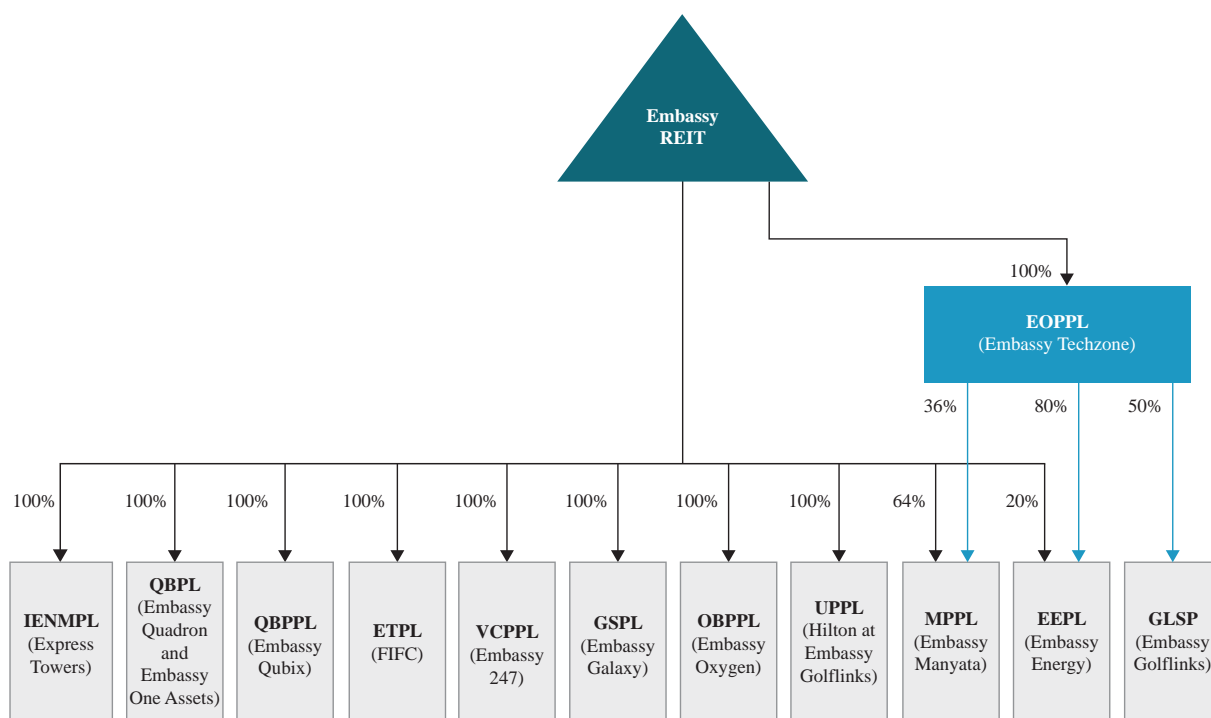 Embassy
REIT
100%
EOPPL
(Embassy Techzone)
36%
80%
50%
100%
100%
100%
100%
100%
100%
100%
100%
64%
20%
IENMPL
(Express
Towers)
QBPL
(Embassy
Quadron
and
Embassy
One Assets)
QBPPL
(Embassy
Qubix)
ETPL
(FIFC)
VCPPL
(Embassy
247)
GSPL
(Embassy
Galaxy)
OBPPL
(Embassy
Oxygen)
UPPL
(Hilton at
Embassy
Golflinks)
MPPL
(Embassy
Manyata)
EEPL
(Embassy
Energy)
GLSP
(Embassy
Golflinks)